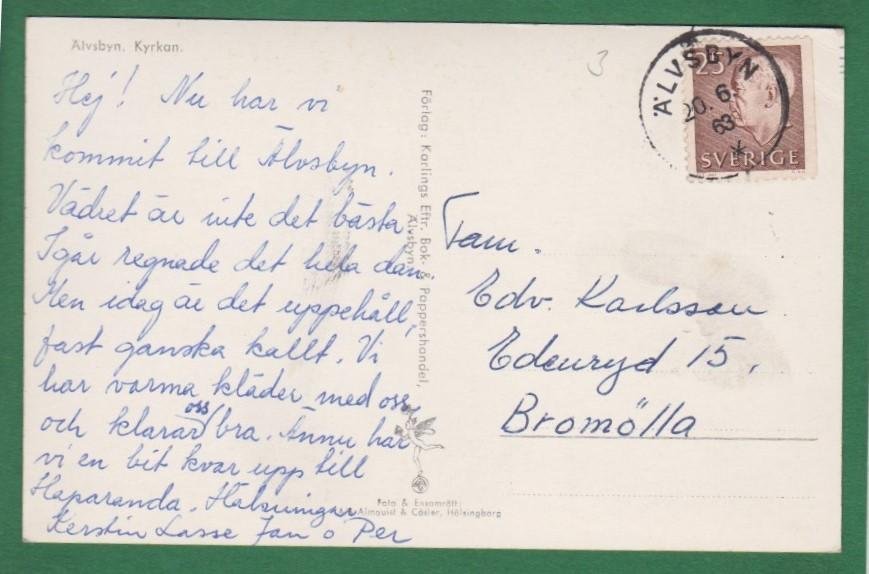 Älvsbyn. Kyrkan.
Hej! Nu har vi
kommit till Älvsbyn.
Vädret är inte det bästa.
Igår regnade det hela dan.
Men idag är det uppehåll,
fast ganska kallt. Vi
har varma kläder med oss
och klarar oss bra. Ännu har
vi en bit kvar upp till
Haparanda. Hälsningar
Kerstin Lasse Jan o Per
Förlag: Karlings Eftr. Bok- & Pappershandel,
Älvsbyn
Foto & Ensamrätt:
Almquist & Cöster, Hälsingborg
3
ÄLVSBYN
20. 6.
63
*
25
SVERIGE
Fam.
Edv. Karlsson
Edenryd 15,
Bromölla